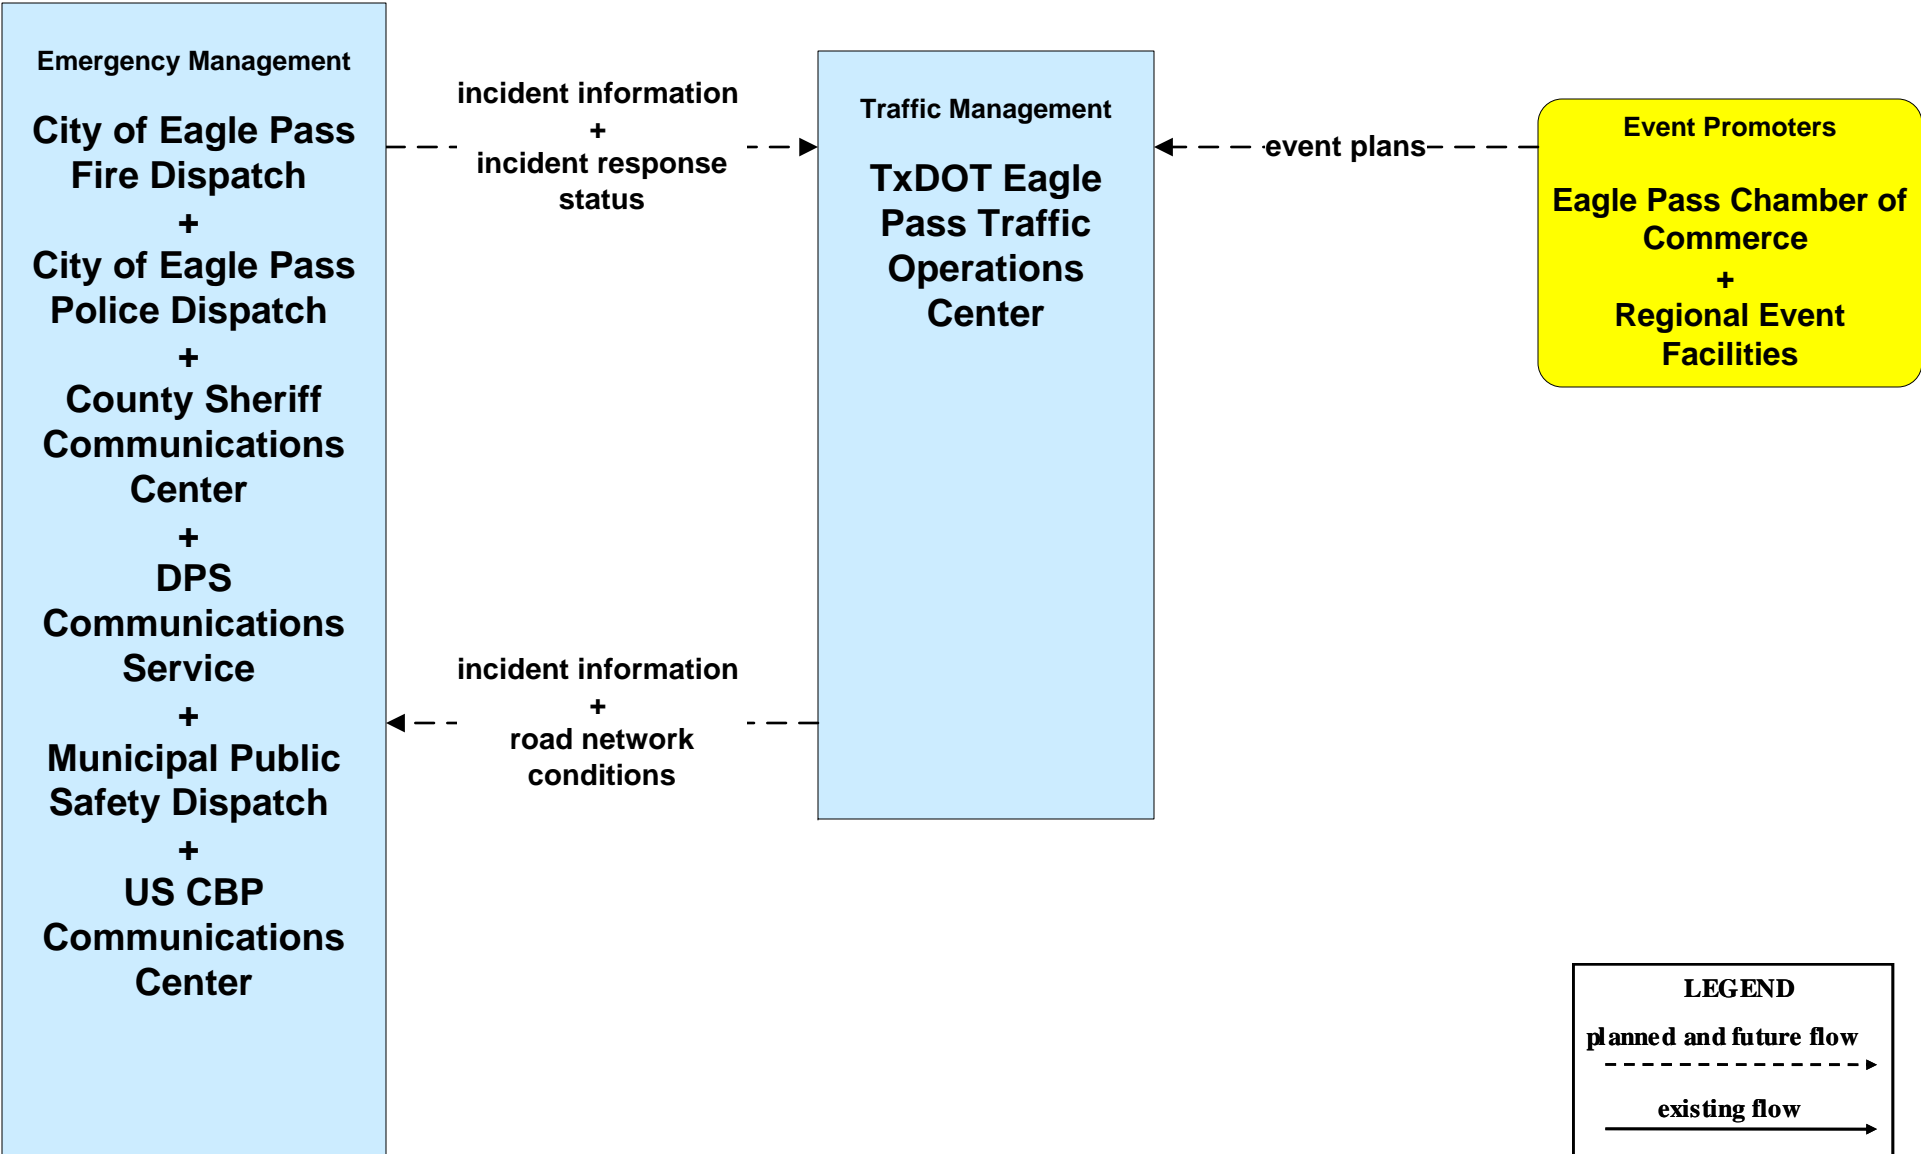 Emergency Management
City of Eagle Pass
Fire Dispatch
+
City of Eagle Pass
Police Dispatch
+
County Sheriff
Communications
Center
+
DPS
Communications
Service
+
Municipal Public
Safety Dispatch
+
US CBP
Communications
Center
incident information
+
incident response
status
incident information
+
road network
conditions
Traffic Management
TxDOT Eagle
Pass Traffic
Operations
Center
event plans
Event Promoters
Eagle Pass Chamber of
Commerce
+
Regional Event
Facilities
LEGEND
planned and future flow
existing flow